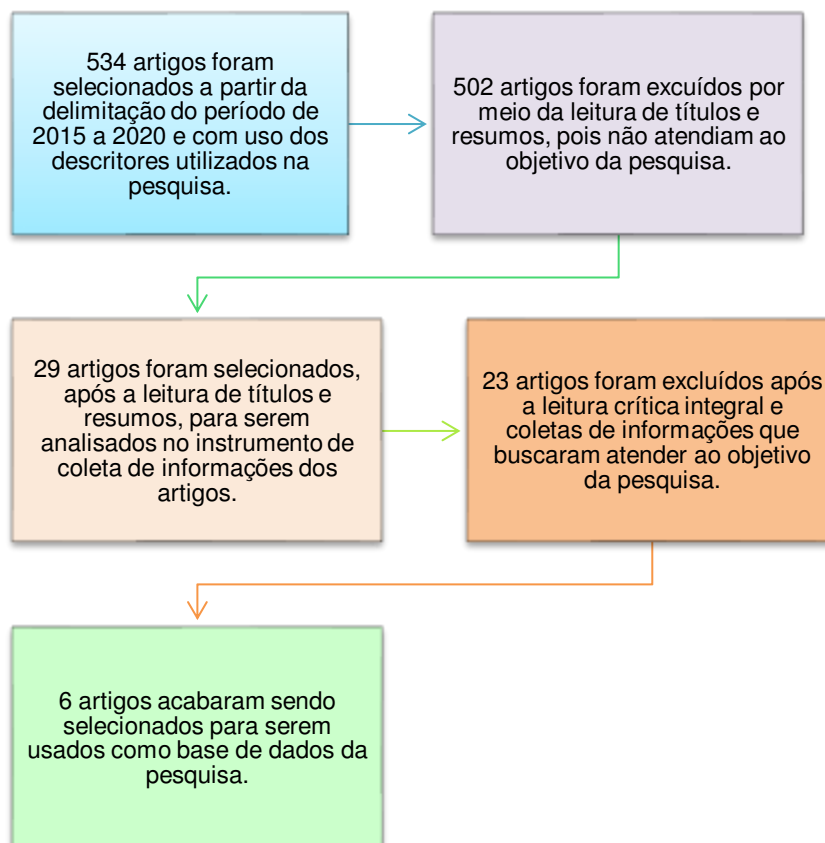 534 artigos foram
selecionados a partir da
delimitação do período de
2015 a 2020 e com uso dos
descritores utilizados na
pesquisa.
502 artigos foram excuídos por
meio da leitura de títulos e
resumos, pois não atendiam ao
objetivo da pesquisa.
29 artigos foram selecionados,
após a leitura de títulos e
resumos, para serem
analisados no instrumento de
coleta de informações dos
artigos.
23 artigos foram excluídos após
a leitura crítica integral e
coletas de informações que
buscaram atender ao objetivo
da pesquisa.
6 artigos acabaram sendo
selecionados para serem
usados como base de dados da
pesquisa.